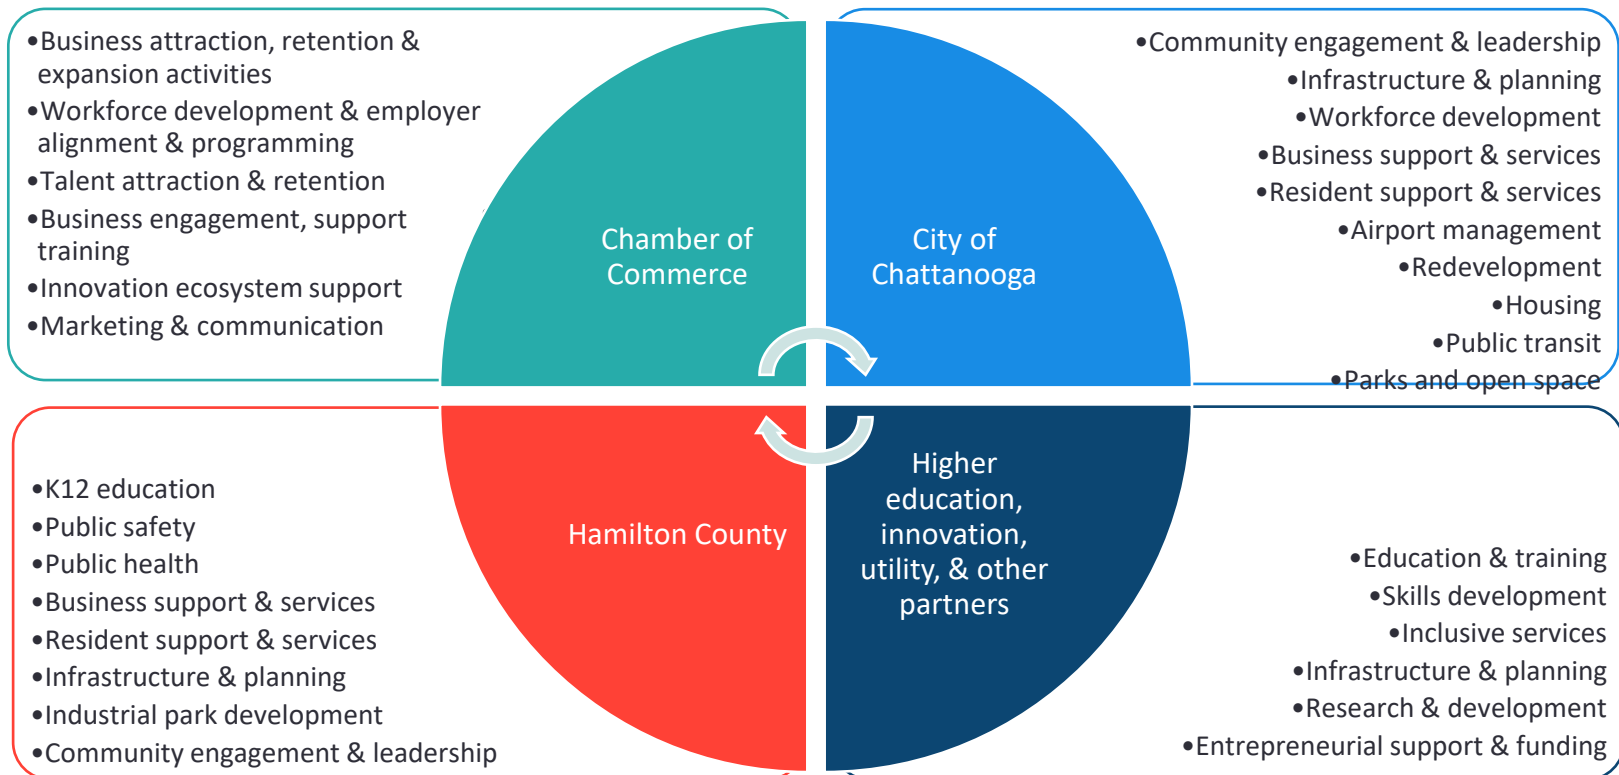 •Business attraction, retention &
expansion activities
•Workforce development & employer
alignment & programming
•Talent attraction & retention
•Business engagement, support
training
•Innovation ecosystem support
•Marketing & communication
Chamber of
Commerce
City of
Chattanooga
•Community engagement & leadership
•Infrastructure & planning
•Workforce development
•Business support & services
•Resident support & services
•Airport management
•Redevelopment
•Housing
•Public transit
•Parks and open space
•K12 education
•Public safety
•Public health
•Business support & services
•Resident support & services
•Infrastructure & planning
•Industrial park development
•Community engagement & leadership
Hamilton County
Higher
education,
innovation,
utility, & other
partners
•Education & training
•Skills development
•Inclusive services
•Infrastructure & planning
•Research & development
•Entrepreneurial support & funding